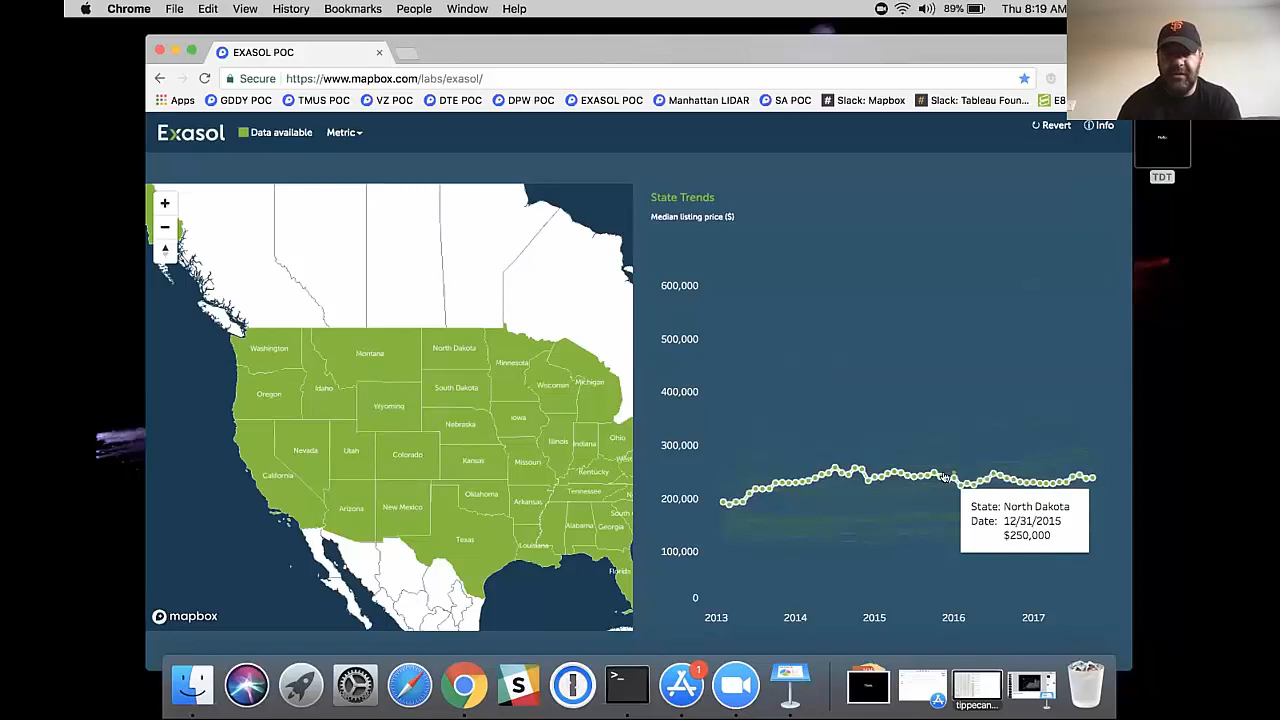 Chrome File Edit View History Bookmarks People Window Help 89% Thu 8:19 AM
EXASOL POC
Secure https://www.mapbox.com/labs/exasol/
Apps GDDY POC TMUS POC VZ POC DTE POC DPW POC EXASOL POC Manhattan LIDAR SA POC Slack: Mapbox Slack: Tableau Foun...
Exasol Data available Metric Revert Info
TDT
State Trends
Median listing price ($)
600,000
500,000
400,000
300,000
200,000
100,000
0
2013 2014 2015 2016 2017
State: North Dakota
Date: 12/31/2015
$250,000
Washington
Montana
North Dakota
Minnesota
Oregon
Idaho
South Dakota
Wisconsin
Michigan
Wyoming
Iowa
Nebraska
Nevada
Utah
Colorado
Illinois
Indiana
Ohio
California
Kansas
Missouri
Kentucky
Arizona
New Mexico
Oklahoma
Arkansas
Tennessee
Texas
Alabama
Georgia
Louisiana
Florida
mapbox
1
tippecan...